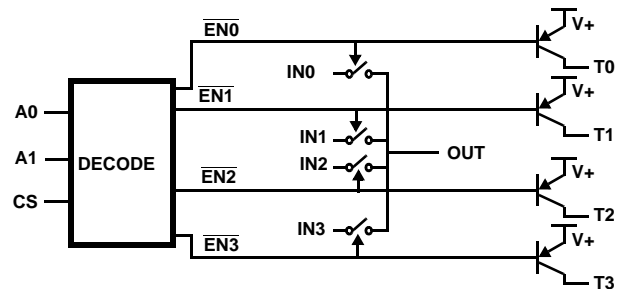 EN0
V+
IN0
T0
EN1
V+
A0
IN1
T1
A1
DECODE
OUT
IN2
V+
EN2
CS
T2
IN3
V+
EN3
T3